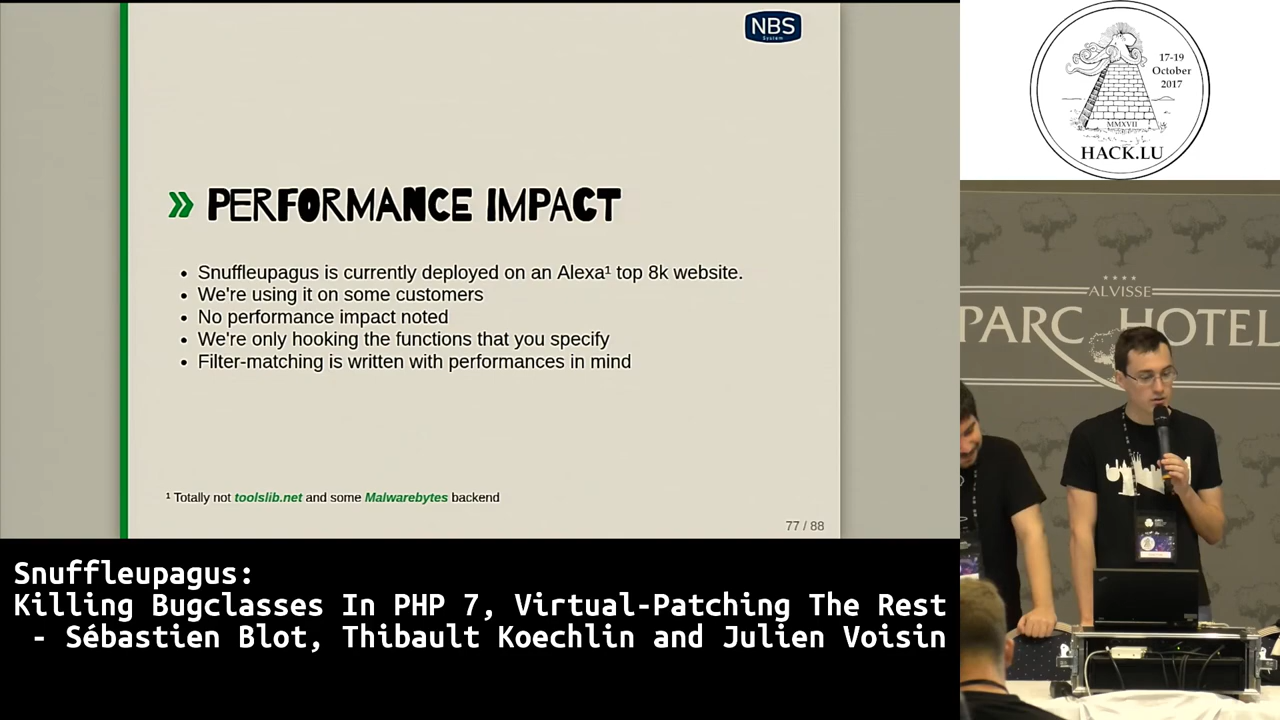 NBS
System
» PERFORMANCE IMPACT
• Snuffleupagus is currently deployed on an Alexa¹ top 8k website.
• We're using it on some customers
• No performance impact noted
• We're only hooking the functions that you specify
• Filter-matching is written with performances in mind
¹ Totally not toolslib.net and some Malwarebytes backend
77 / 88
17-19
October
2017
MMXVII
HACK.LU
ALVISSE
PARC HOTEL
Snuffleupagus:
Killing Bugclasses In PHP 7, Virtual-Patching The Rest
- Sébastien Blot, Thibault Koechlin and Julien Voisin